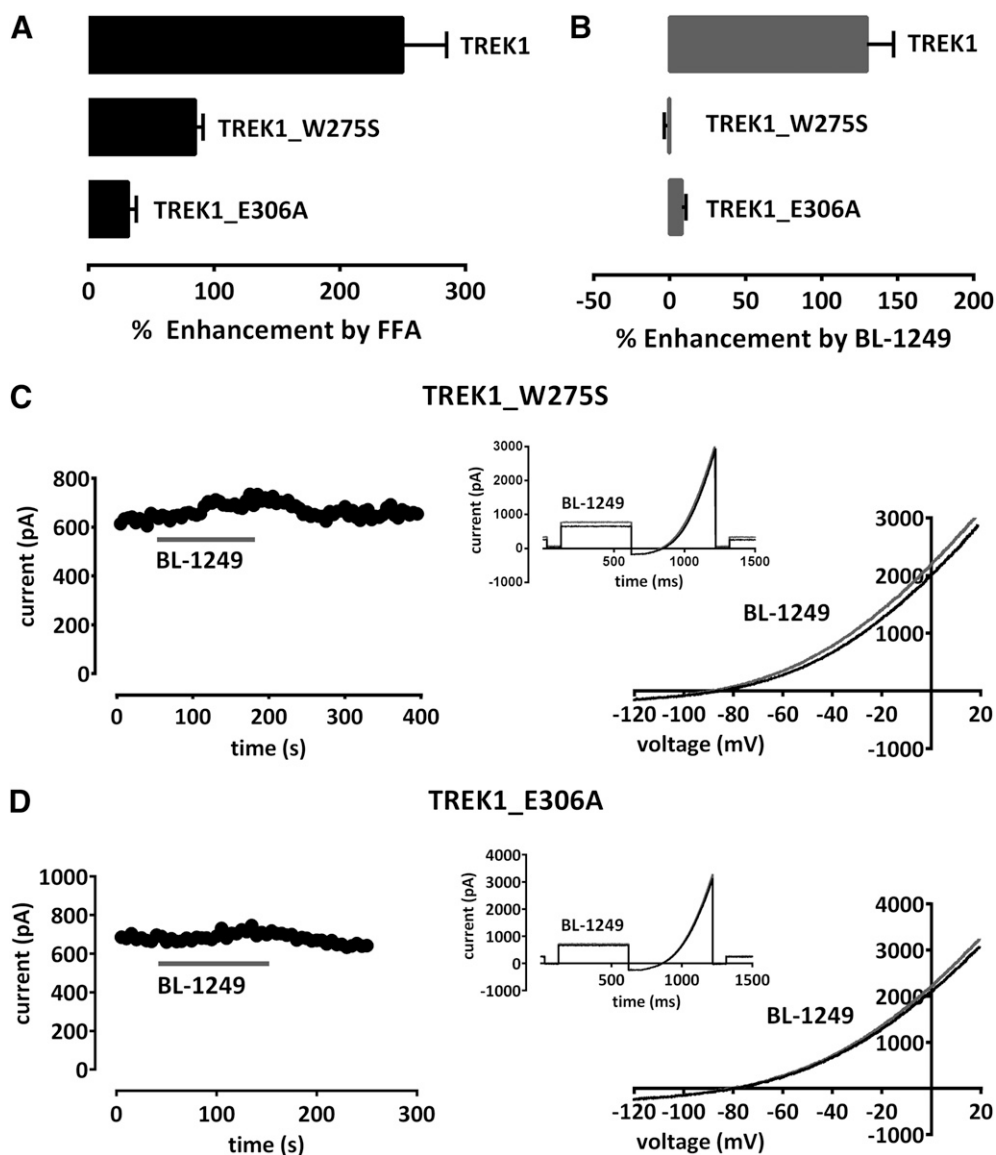 A
TREK1
TREK1_W275S
TREK1_E306A
0 100 200 300
% Enhancement by FFA
B
TREK1
TREK1_W275S
TREK1_E306A
-50 0 50 100 150 200
% Enhancement by BL-1249
C
TREK1_W275S
800
600
400
200
0
current (pA)
BL-1249
0 100 200 300 400
time (s)
3000
2000
1000
0
-1000
current (pA)
BL-1249
500 1000 1500
time (ms)
3000
2000
1000
-1000
BL-1249
-120 -100 -80 -60 -40 -20 20
voltage (mV)
D
TREK1_E306A
1000
800
600
400
200
0
current (pA)
BL-1249
0 100 200 300
time (s)
4000
3000
2000
1000
0
-1000
current (pA)
BL-1249
500 1000 1500
time (ms)
4000
3000
2000
1000
-1000
BL-1249
-120 -100 -80 -60 -40 -20 20
voltage (mV)